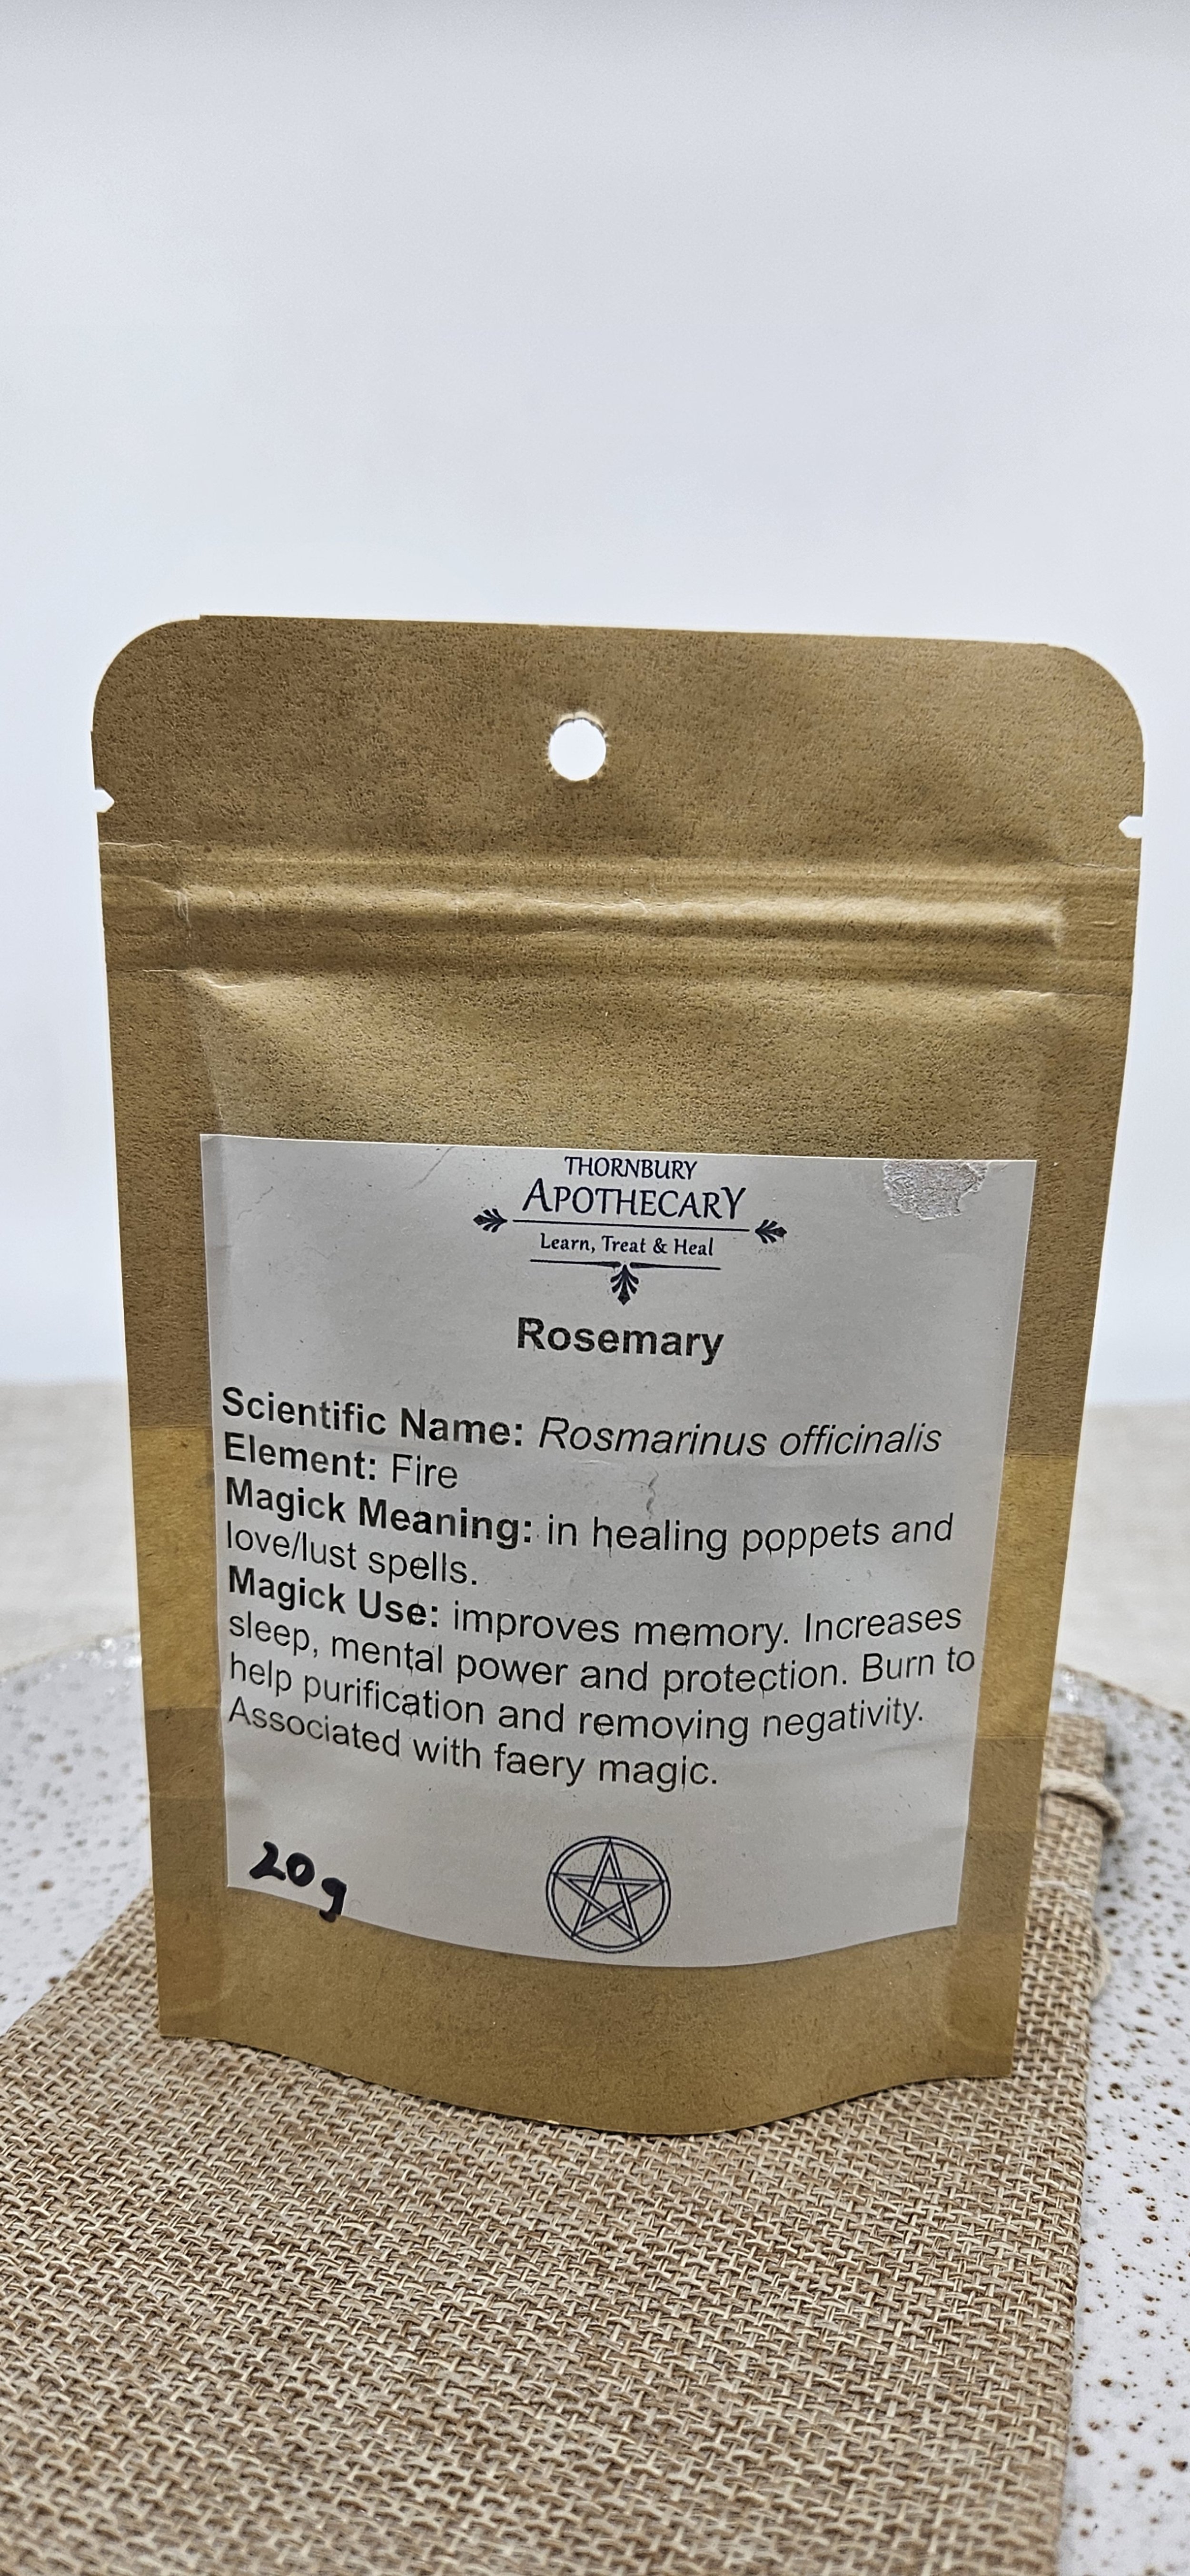 THORNBURY
APOTHECARY
Learn, Treat & Heal
Rosemary
Scientific Name: Rosmarinus officinalis
Element: Fire
Magick Meaning: in healing poppets and
love/lust spells.
Magick Use: improves memory. Increases
sleep, mental power and protection. Burn to
help purification and removing negativity.
Associated with faery magic.
20g